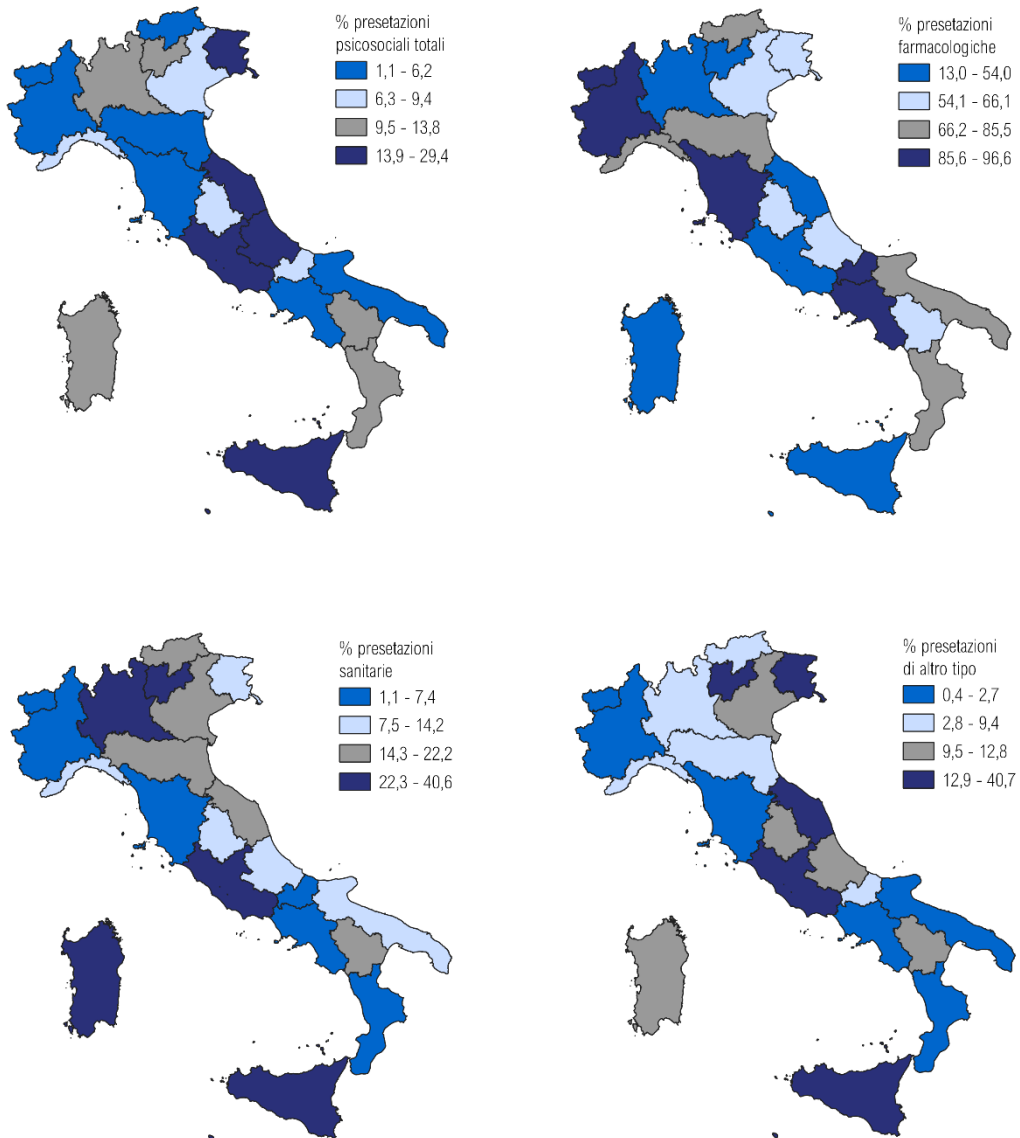 % presetazioni
psicosociali totali
1,1 - 6,2
6,3 - 9,4
9,5 - 13,8
13,9 - 29,4
% presetazioni
farmacologiche
13,0 - 54,0
54,1 - 66,1
66,2 - 85,5
85,6 - 96,6
% presetazioni
sanitarie
1,1 - 7,4
7,5 - 14,2
14,3 - 22,2
22,3 - 40,6
% presetazioni
di altro tipo
0,4 - 2,7
2,8 - 9,4
9,5 - 12,8
12,9 - 40,7